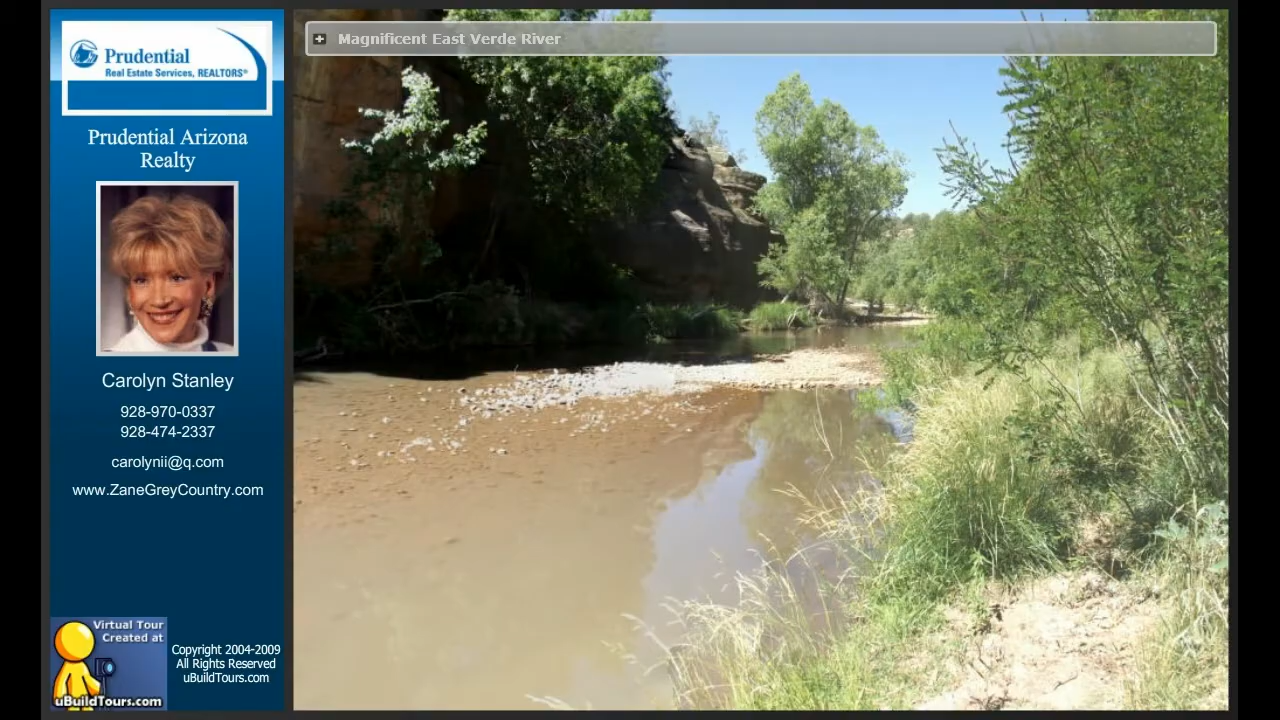 Prudential
Real Estate Services, REALTORS®
Prudential Arizona
Realty
Carolyn Stanley
928-970-0337
928-474-2337
carolynii@q.com
www.ZaneGreyCountry.com
Virtual Tour
Created at
uBuildTours.com
Copyright 2004-2009
All Rights Reserved
uBuildTours.com
Magnificent East Verde River